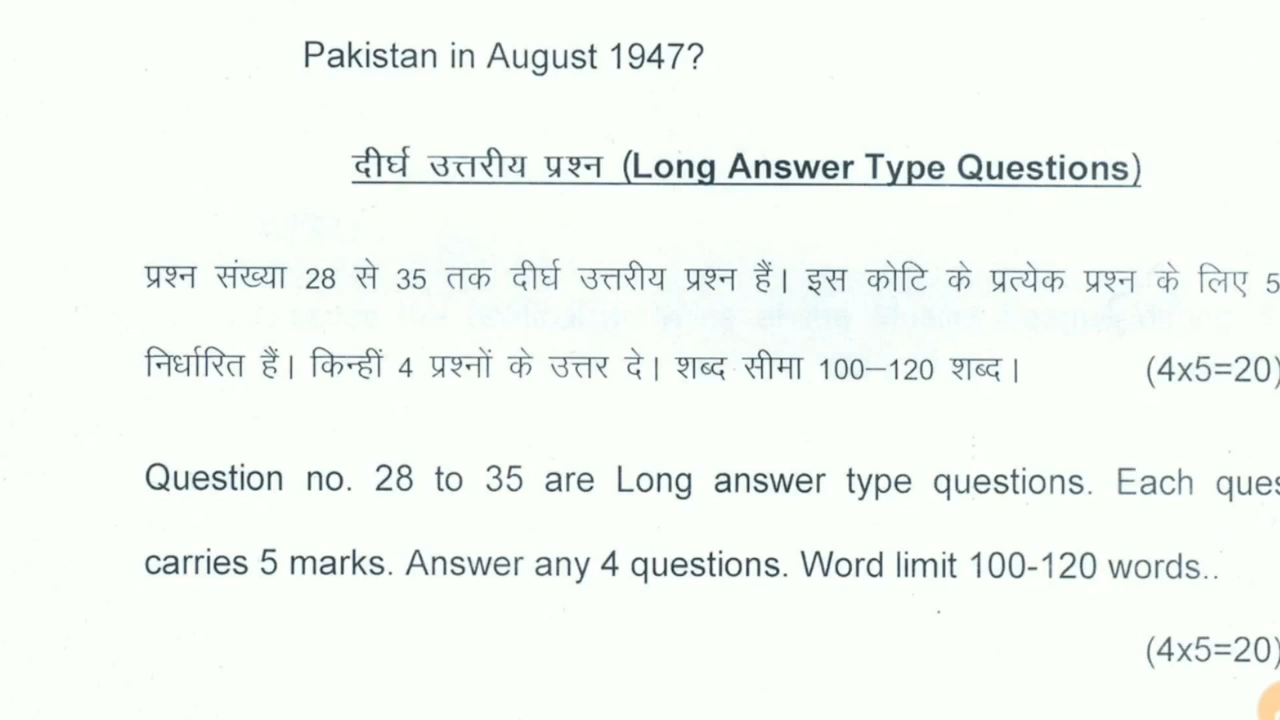 Pakistan in August 1947?
दीर्घ उत्तरीय प्रश्न (Long Answer Type Questions)
प्रश्न संख्या 28 से 35 तक दीर्घ उत्तरीय प्रश्न हैं। इस कोटि के प्रत्येक प्रश्न के लिए 5
निर्धारित हैं। किन्हीं 4 प्रश्नों के उत्तर दे। शब्द सीमा 100–120 शब्द। (4x5=20)
Question no. 28 to 35 are Long answer type questions. Each ques
carries 5 marks. Answer any 4 questions. Word limit 100-120 words..
(4x5=20)